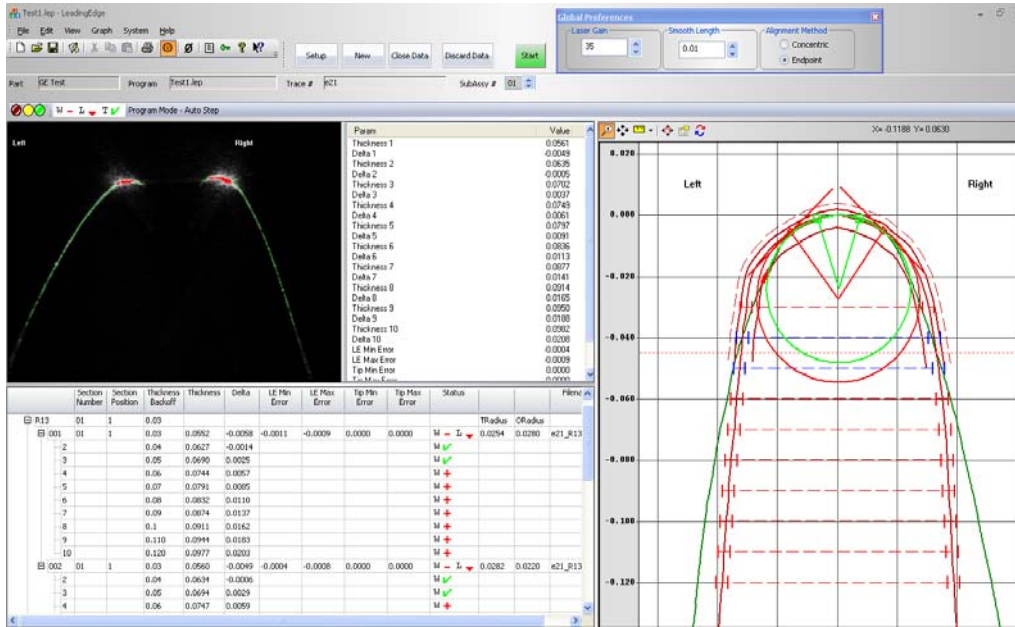 Test1.lep - LeadingEdge
File Edit View Graph System Help
Setup New Close Data Discard Data Start
Global Preferences
Laser Gain Smooth Length Alignment Method
35 0.01 Concentric
Endpoint
Part GE Test Program Test1.lep Trace # e21 SubAssy # 01
W L T Program Mode - Auto Step
Left Right
Param Value
Thickness 1 0.0561
Delta 1 -0.0049
Thickness 2 0.0635
Delta 2 -0.0005
Thickness 3 0.0702
Delta 3 0.0037
Thickness 4 0.0749
Delta 4 0.0061
Thickness 5 0.0797
Delta 5 0.0091
Thickness 6 0.0836
Delta 6 0.0113
Thickness 7 0.0877
Delta 7 0.0141
Thickness 8 0.0914
Delta 8 0.0165
Thickness 9 0.0950
Delta 9 0.0188
Thickness 10 0.0982
Delta 10 0.0208
LE Min Error -0.0004
LE Max Error -0.0009
Tip Min Error 0.0000
Tip Max Error 0.0000
X= -0.1188 Y= 0.0630
Left Right
0.020
0.000
-0.020
-0.040
-0.060
-0.080
-0.100
-0.120
Section Number Section Position Thickness Backoff Thickness Delta LE Min Error LE Max Error Tip Min Error Tip Max Error Status
R13 01 1 0.03 TRadius ORadius
001 01 1 0.03 0.0552 -0.0058 -0.0011 -0.0009 0.0000 0.0000 W L 0.0254 0.0280 e21_R13
2 0.04 0.0627 -0.0014 W
3 0.05 0.0690 0.0025 W
4 0.06 0.0744 0.0057 W
5 0.07 0.0791 0.0085 W
6 0.08 0.0832 0.0110 W
7 0.09 0.0874 0.0137 W
8 0.1 0.0911 0.0162 W
9 0.110 0.0944 0.0183 W
10 0.120 0.0977 0.0203 W
002 01 1 0.03 0.0560 -0.0049 -0.0004 -0.0008 0.0000 0.0000 W L 0.0282 0.0220 e21_R13
2 0.04 0.0634 -0.0006 W
3 0.05 0.0694 0.0029 W
4 0.06 0.0747 0.0059 W